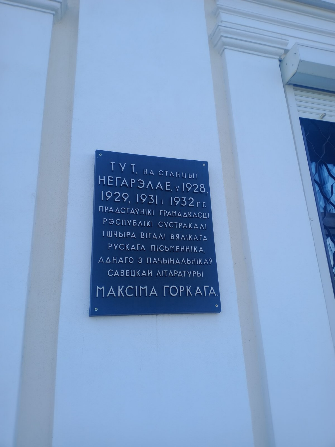 ТУТ, НА СТАНЦЫІ
НЕГАРЭЛАЕ, У 1928,
1929, 1931 І 1932 Г.Г.
ПРАДСТАЎНІКІ ГРАМАДСКАСЦІ
РЭСПУБЛІКІ СУСТРАКАЛІ
І ШЧЫРА ВІТАЛІ ВЯЛІКАГА
РУСКАГА ПІСЬМЕННІКА,
АДНАГО З ПАЧЫНАЛЬНІКАЎ
САВЕЦКАЙ ЛІТАРАТУРЫ
МАКСІМА ГОРКАГА.